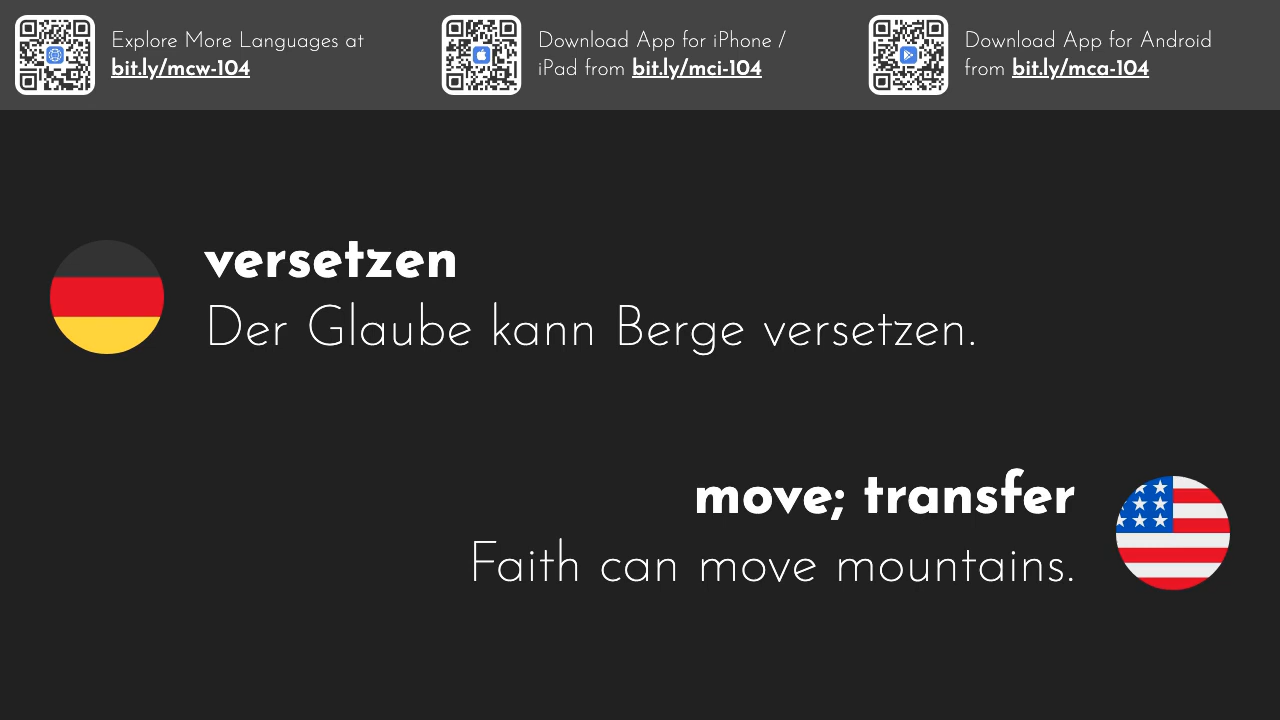 Explore More Languages at
bit.ly/mcw-104
Download App for iPhone /
iPad from bit.ly/mci-104
Download App for Android
from bit.ly/mca-104
versetzen
Der Glaube kann Berge versetzen.
move; transfer
Faith can move mountains.